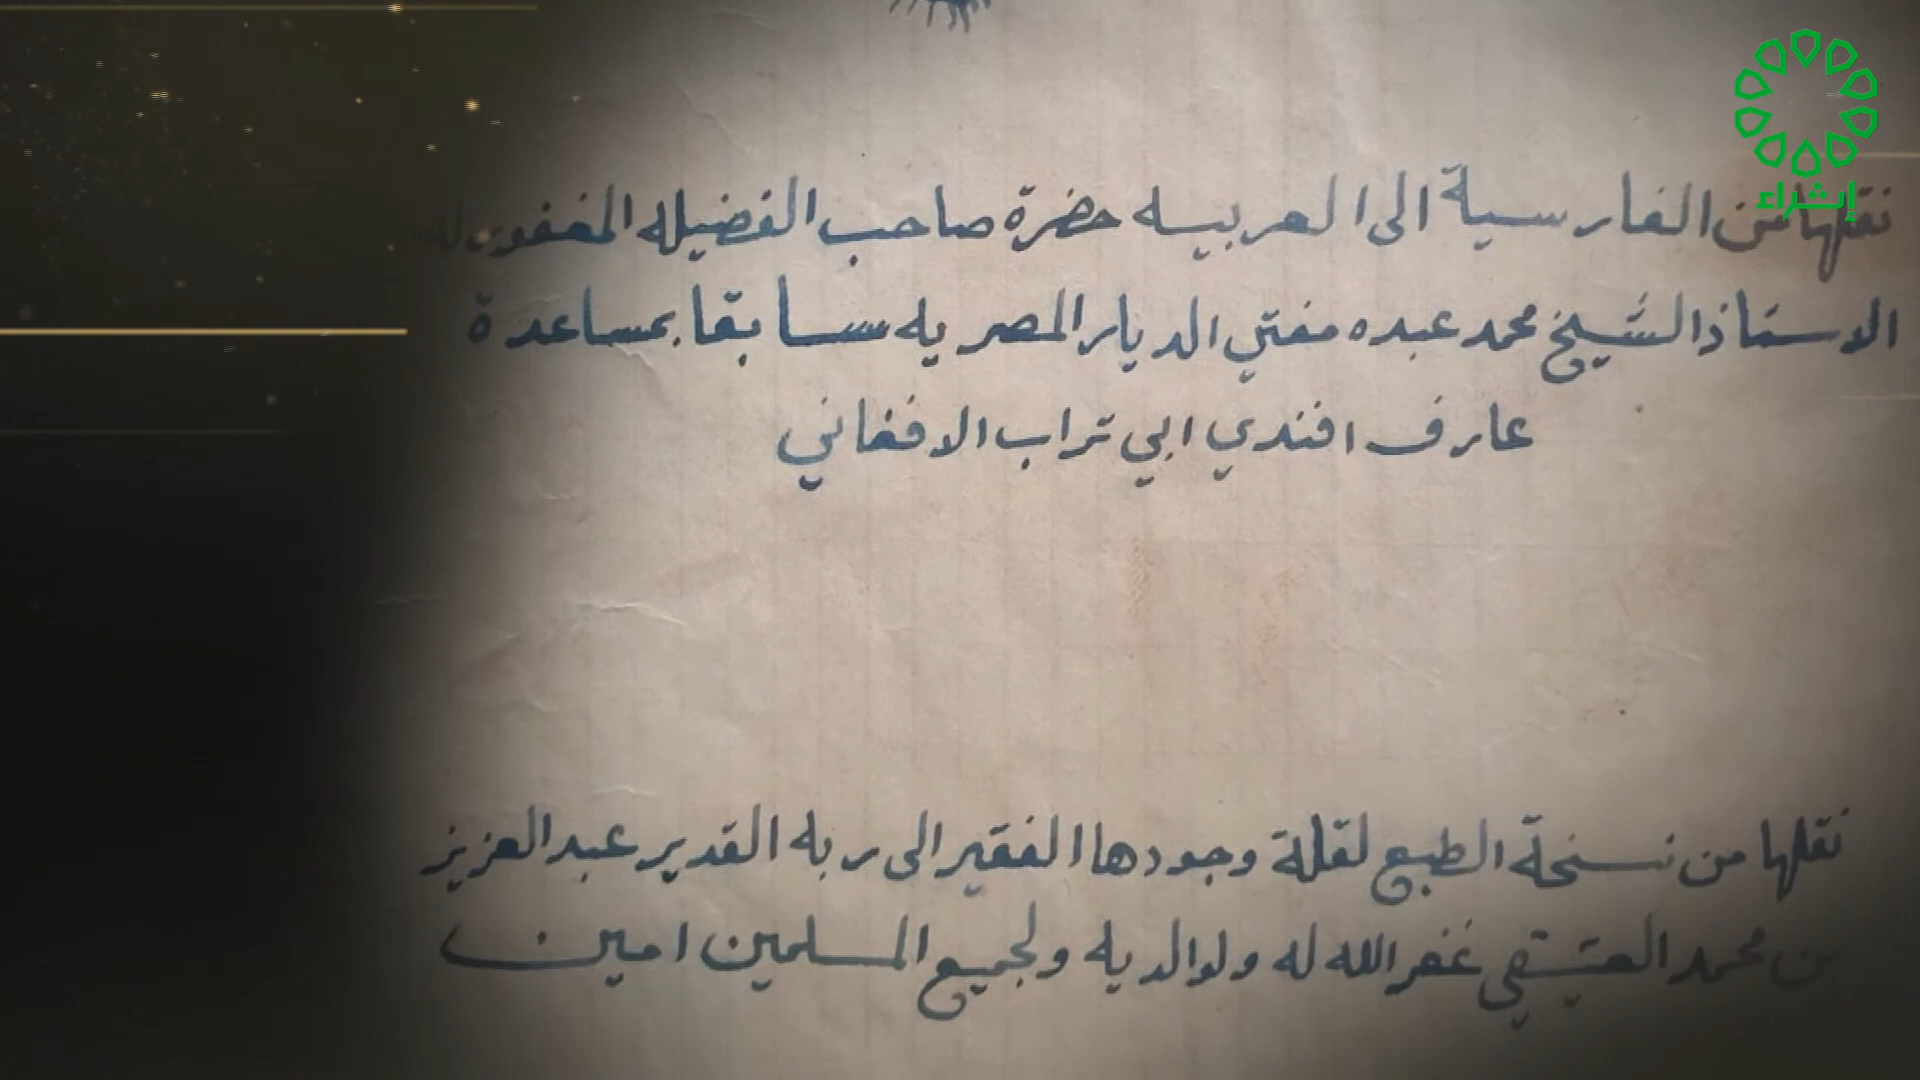 إثراء
نقلها من الفارسية الى العربيه حضرة صاحب الفضيله المغفور له
الاستاذ الشيخ محمد عبده مفتي الديار المصريه سابقا بمساعدة
عارف افندي ابي تراب الافغاني
نقلها من نسخة الطبع لقلة وجودها الفقير الى ربه القدير عبد العزيز
بن محمد العتيقي غفر الله له ولوالديه ولجميع المسلمين امين